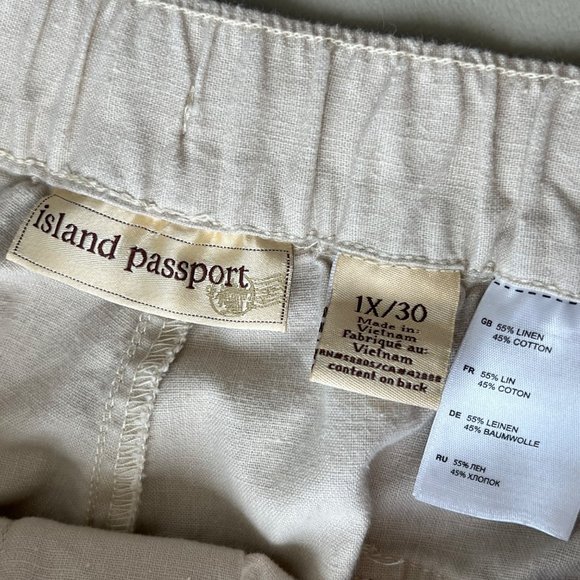 island passport
1X/30
Made in:
Vietnam
Fabriqué au:
Vietnam
content on back
GB 55% LINEN
45% COTTON
FR 55% LIN
45% COTON
DE 55% LEINEN
45% BAUMWOLLE
RU 55% ЛЕН
45% ХЛОПОК